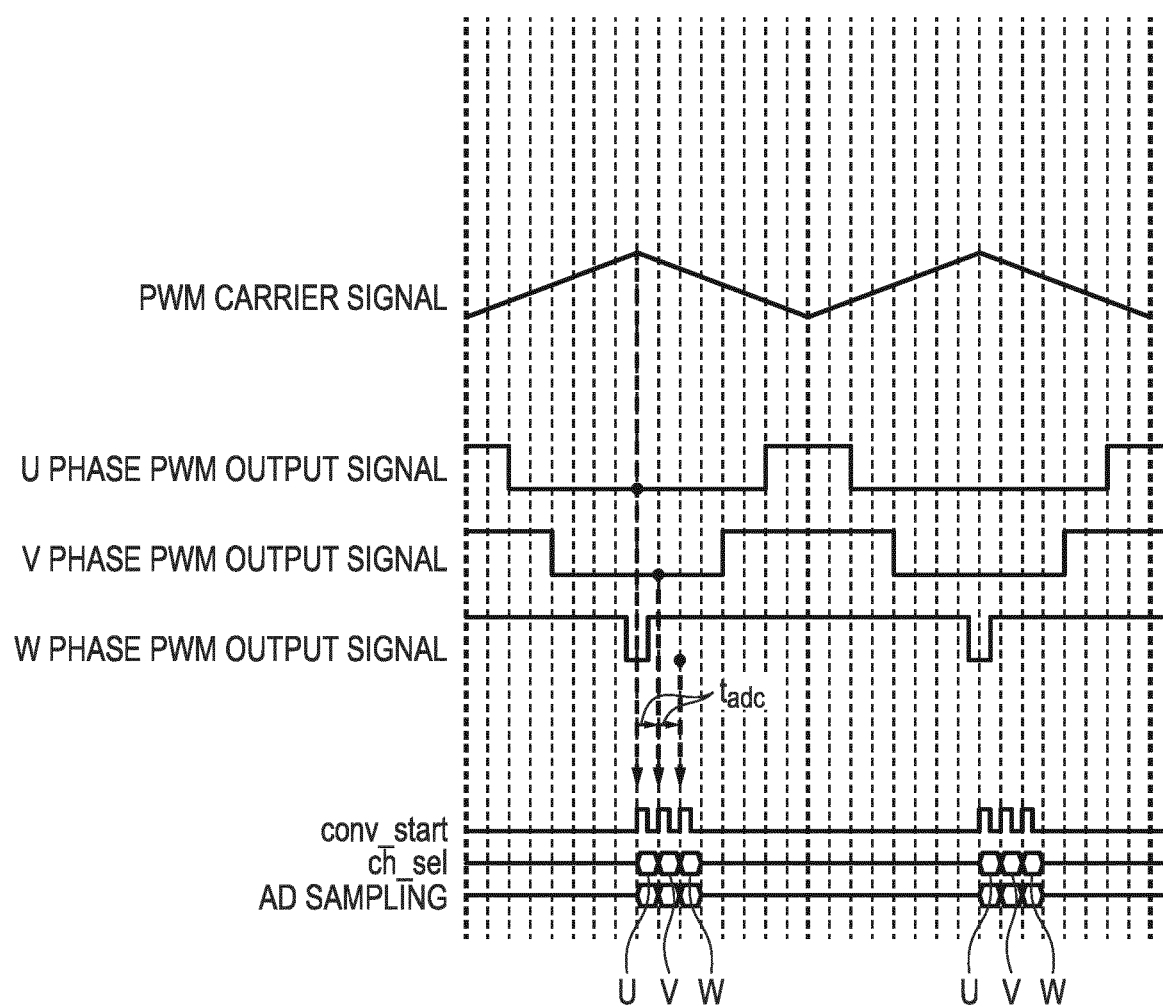 PWM CARRIER SIGNAL
U PHASE PWM OUTPUT SIGNAL
V PHASE PWM OUTPUT SIGNAL
W PHASE PWM OUTPUT SIGNAL
tadc
conv_start
ch_sel
AD SAMPLING
U V W U V W